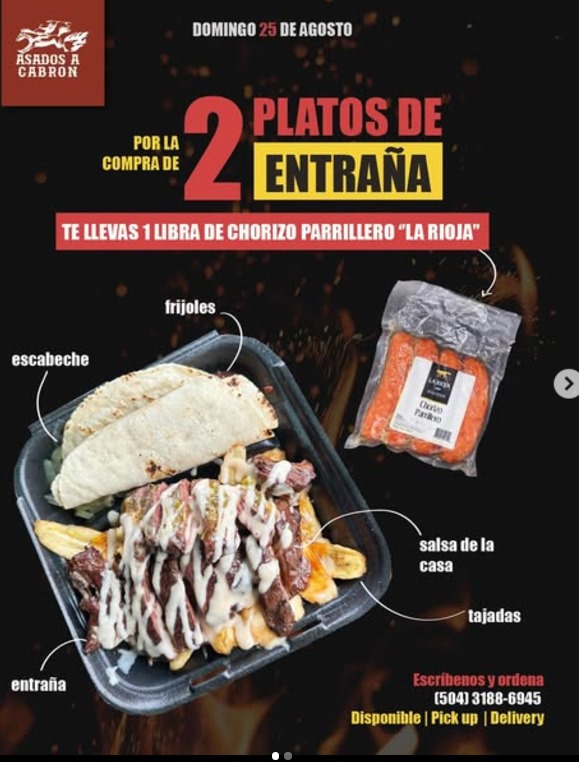 ASADOS A
CABRON
DOMINGO 25 DE AGOSTO
POR LA
COMPRA DE
2
PLATOS DE
ENTRAÑA
TE LLEVAS 1 LIBRA DE CHORIZO PARRILLERO "LA RIOJA"
frijoles
escabeche
LA RIOJA
Chorizo
Parrillero
salsa de la
casa
tajadas
entraña
Escríbenos y ordena
(504) 3188-6945
Disponible | Pick up | Delivery